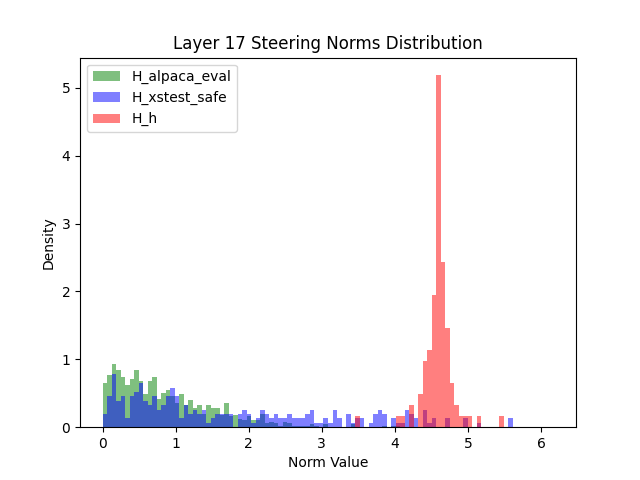 Layer 17 Steering Norms Distribution
H_alpaca_eval
H_xstest_safe
H_h
Density
5
4
3
2
1
0
0 1 2 3 4 5 6
Norm Value